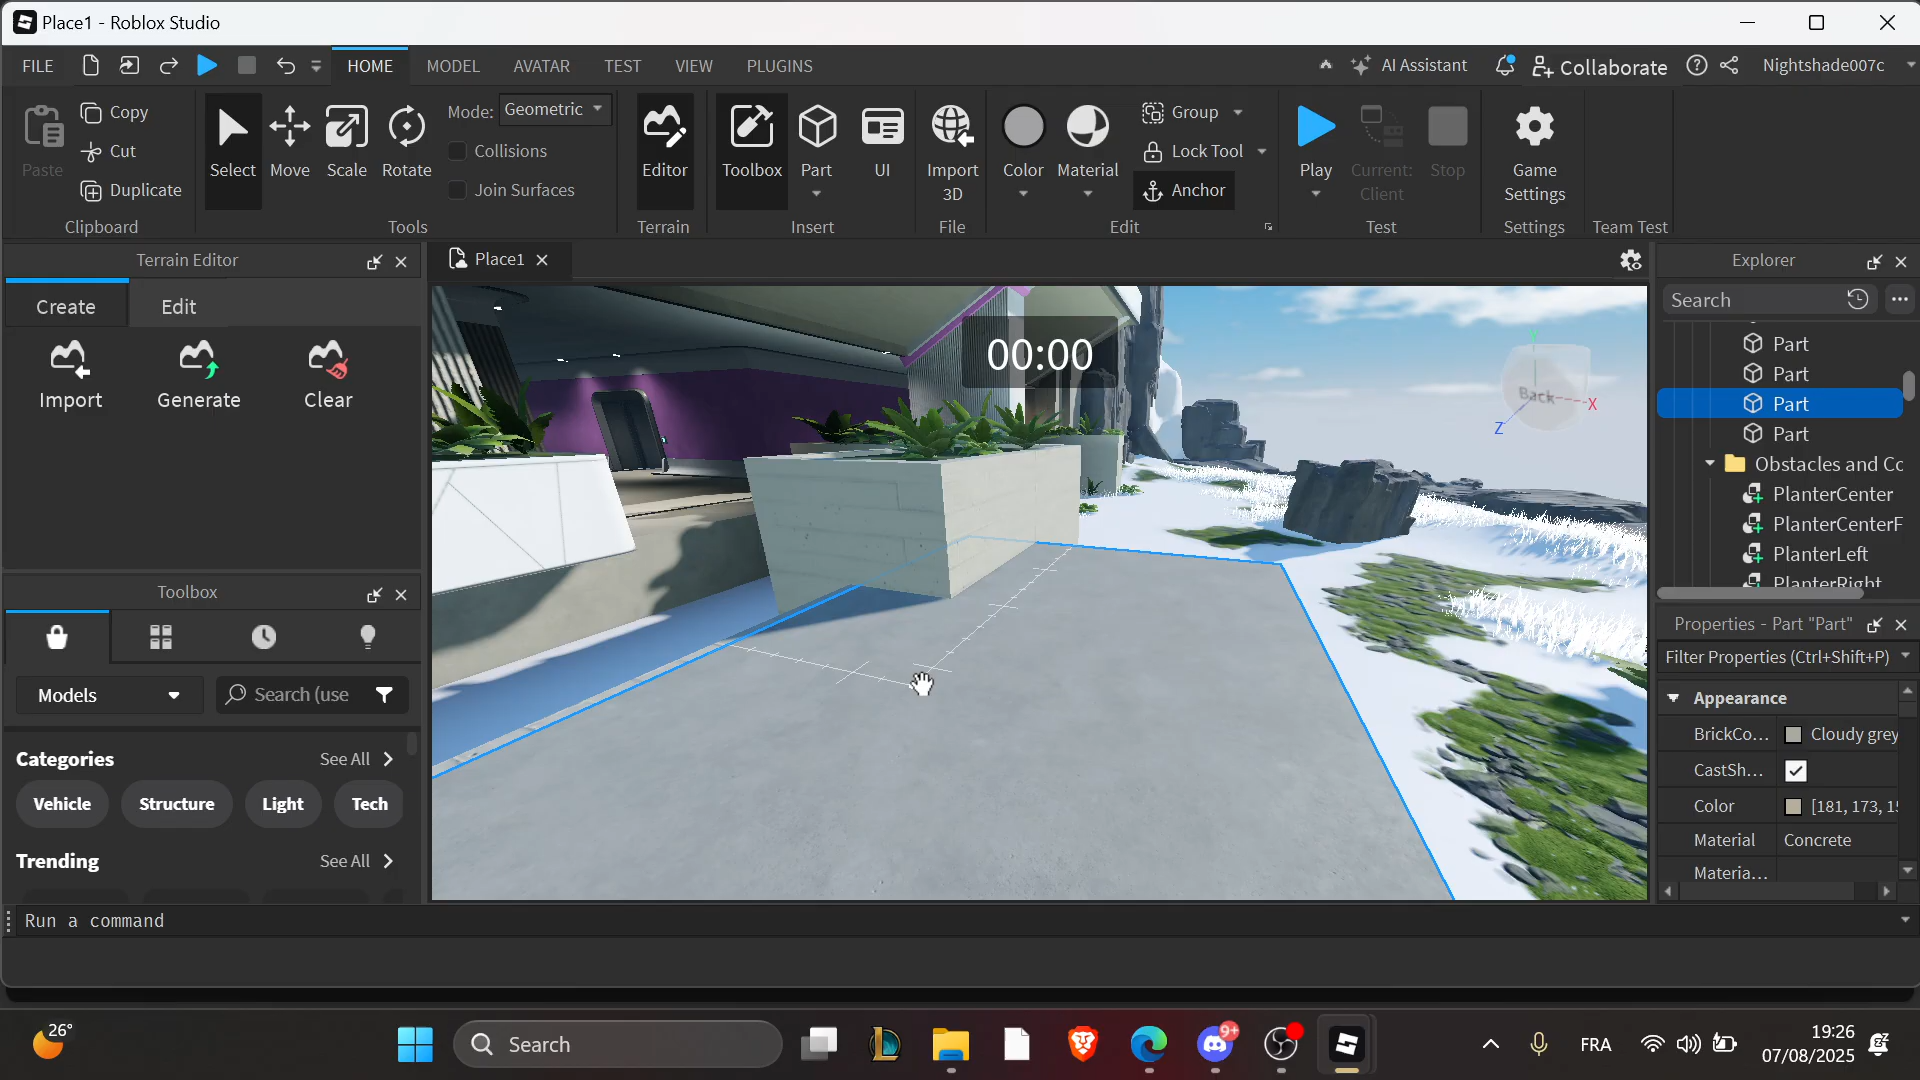 Place1 - Roblox Studio
FILE HOME MODEL AVATAR TEST VIEW PLUGINS AI Assistant Collaborate Nightshade007c
Paste
Copy
Cut
Duplicate
Clipboard
Select Move Scale Rotate
Mode: Geometric
Collisions
Join Surfaces
Tools
Editor
Terrain
Toolbox Part UI
Insert
Import
3D
File
Color Material
Group
Lock Tool
Anchor
Edit
Play Current: Stop
Client
Test
Game
Settings
Settings
Team Test
Terrain Editor
Create Edit
Import Generate Clear
Toolbox
Models
Search (use
Categories See All
Vehicle Structure Light Tech
Trending See All
Place1
00:00
Back
Y
X
Z
Explorer
Search
Part
Part
Part
Part
Obstacles and Cc
PlanterCenter
PlanterCenterF
PlanterLeft
PlanterRight
Properties - Part "Part"
Filter Properties (Ctrl+Shift+P)
Appearance
BrickCo... Cloudy grey
CastSh...
Color [181, 173, 15
Material Concrete
Materia...
Run a command
26°
Search
9+
FRA
19:26
07/08/2025